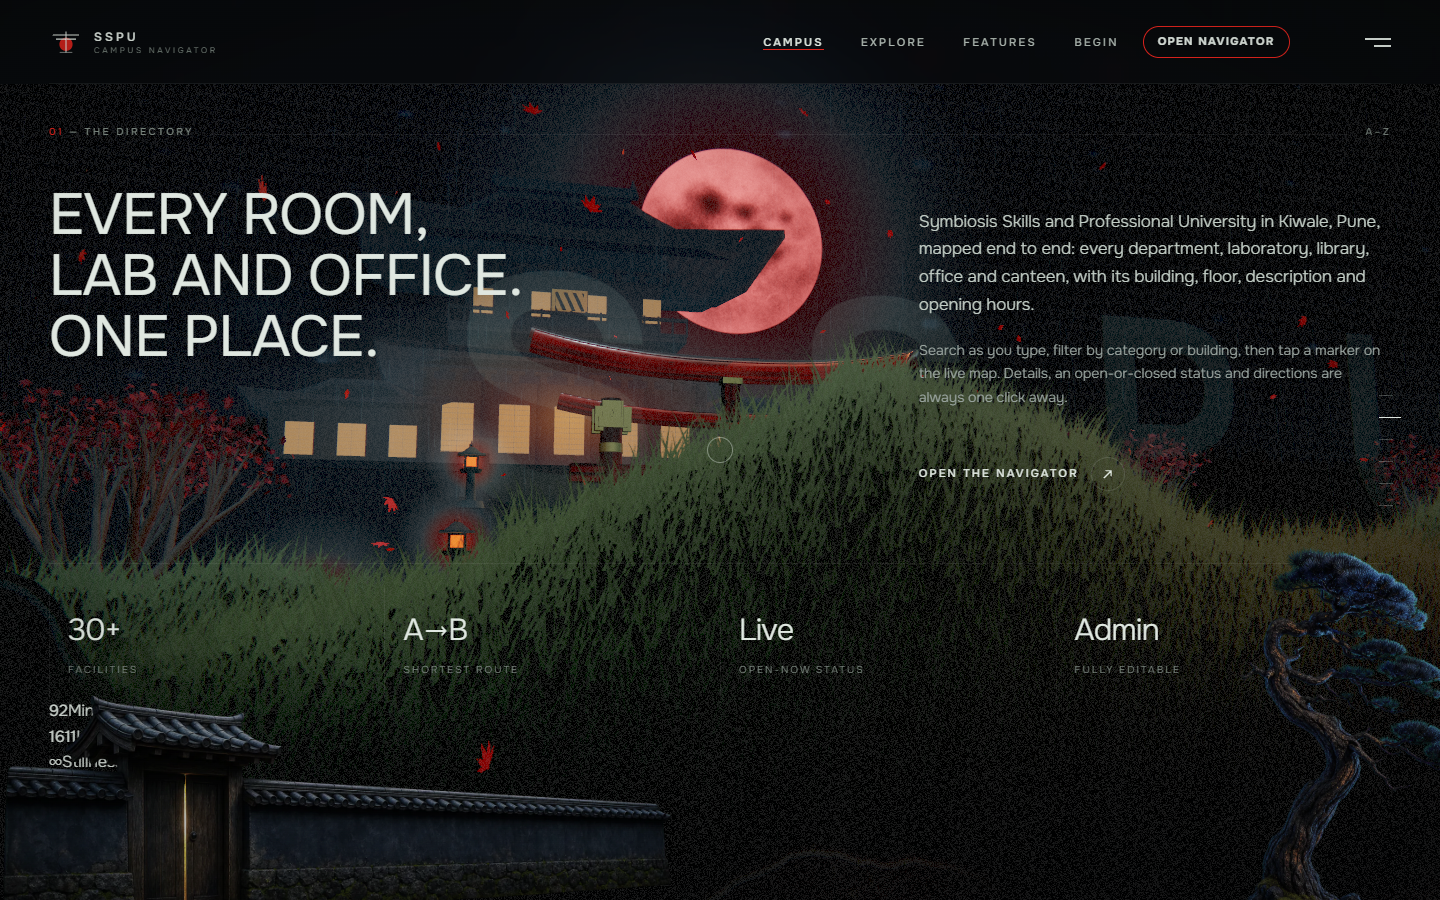 SSPU
CAMPUS NAVIGATOR
CAMPUS
EXPLORE
FEATURES
BEGIN
OPEN NAVIGATOR
01 — THE DIRECTORY
A–Z
EVERY ROOM,
LAB AND OFFICE.
ONE PLACE.
Symbiosis Skills and Professional University in Kiwale, Pune,
mapped end to end: every department, laboratory, library,
office and canteen, with its building, floor, description and
opening hours.
Search as you type, filter by category or building, then tap a marker on
the live map. Details, an open-or-closed status and directions are
always one click away.
OPEN THE NAVIGATOR
30+
FACILITIES
A→B
SHORTEST ROUTE
Live
OPEN-NOW STATUS
Admin
FULLY EDITABLE